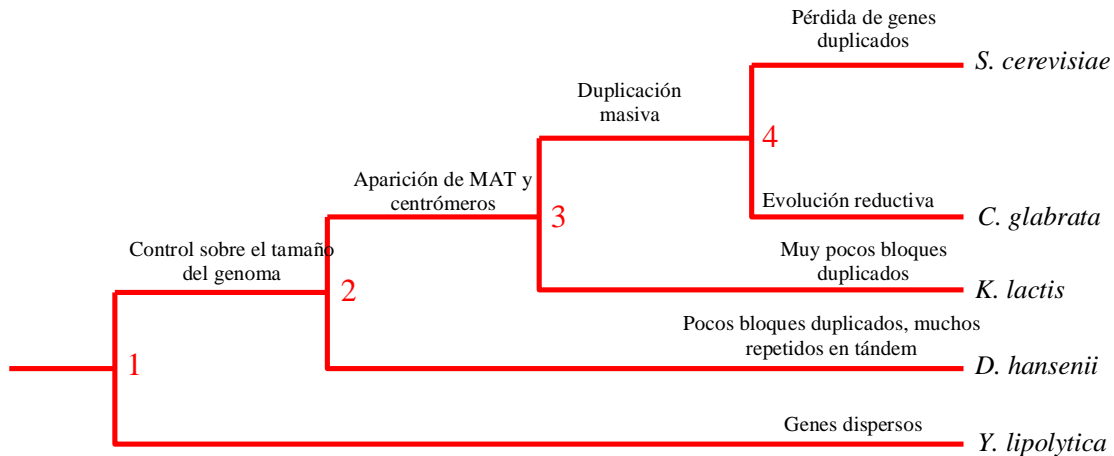 Pérdida de genes
duplicados
S. cerevisiae
Duplicación
masiva
4
Aparición de MAT y
centrómeros
Evolución reductiva
C. glabrata
3
Control sobre el tamaño
del genoma
Muy pocos bloques
duplicados
K. lactis
2
Pocos bloques duplicados, muchos
repetidos en tándem
D. hansenii
1
Genes dispersos
Y. lipolytica